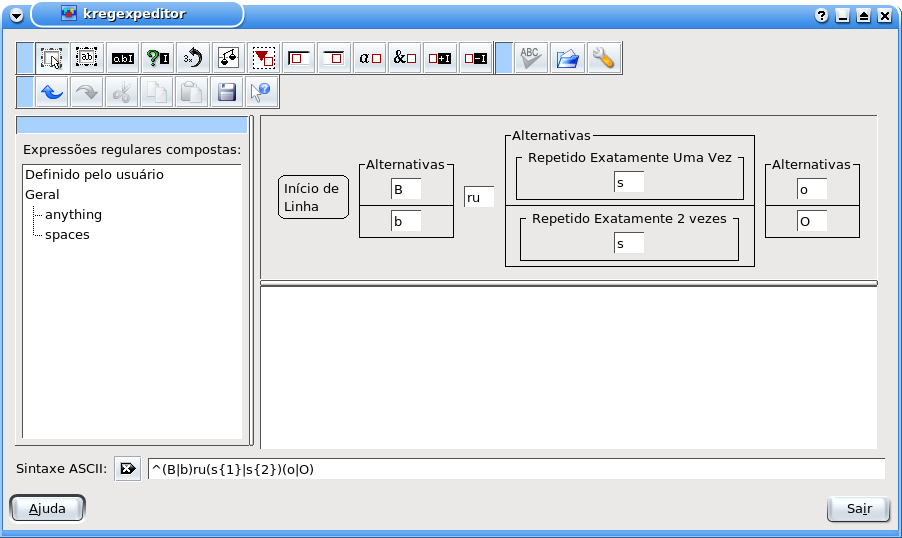 kregexpeditor
ab
a.b I
? I
3x
α
&
+I
-I
ABC
Expressões regulares compostas:
Definido pelo usuário
Geral
anything
spaces
Início de
Linha
Alternativas
B
b
ru
Alternativas
Repetido Exatamente Uma Vez
s
Repetido Exatamente 2 vezes
s
Alternativas
o
O
Sintaxe ASCII:
^(B|b)ru(s{1}|s{2})(o|O)
Ajuda
Sair